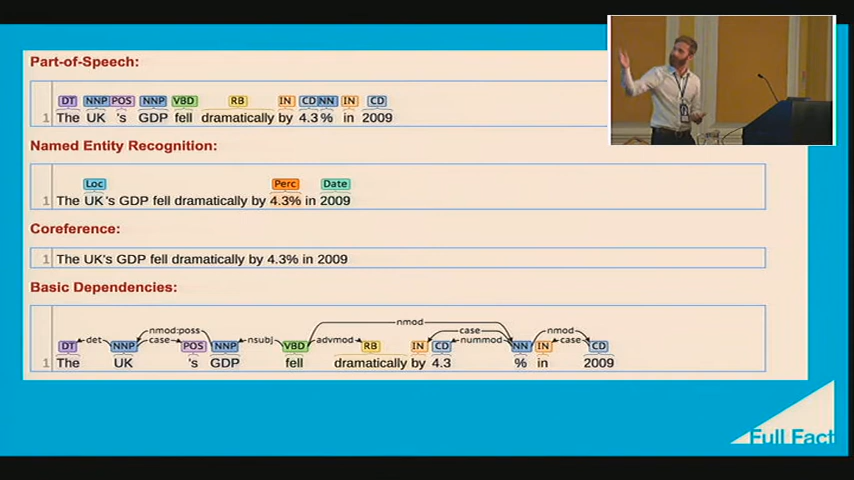 Part-of-Speech:
DT NNP POS NNP VBD RB IN CD NN IN CD
1 The UK 's GDP fell dramatically by 4.3 % in 2009
Named Entity Recognition:
Loc Perc Date
1 The UK's GDP fell dramatically by 4.3% in 2009
Coreference:
1 The UK's GDP fell dramatically by 4.3% in 2009
Basic Dependencies:
nmod
nmod:poss case nmod
det case nsubj advmod nummod case
DT NNP POS NNP VBD RB IN CD NN IN CD
1 The UK 's GDP fell dramatically by 4.3 % in 2009
Full Fact